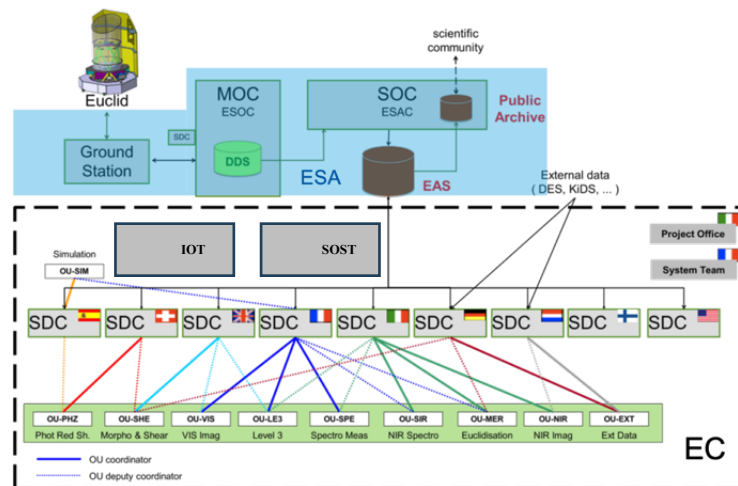 scientific
community
Euclid
MOC
ESOC
SOC
ESAC
Public
Archive
SDC
Ground
Station
DDS
ESA
EAS
External data
( DES, KiDS, ... )
IOT
SOST
Project Office
System Team
Simulation
OU-SIM
SDC SDC SDC SDC SDC SDC SDC SDC SDC
OU-PHZ OU-SHE OU-VIS OU-LE3 OU-SPE OU-SIR OU-MER OU-NIR OU-EXT
Phot Red Sh. Morpho & Shear VIS Imag Level 3 Spectro Meas NIR Spectro Euclidisation NIR Imag Ext Data
EC
OU coordinator
OU deputy coordinator